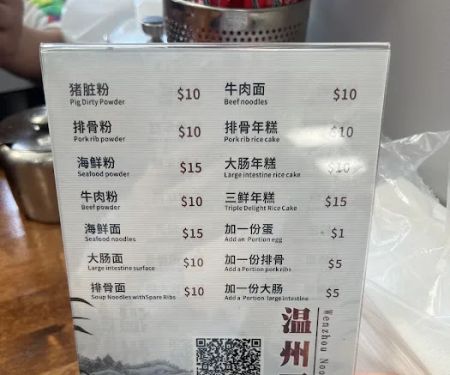 猪脏粉 $10
Pig Dirty Powder
排骨粉 $10
Pork rib powder
海鲜粉 $15
Seafood powder
牛肉粉 $10
Beef powder
海鲜面 $15
Seafood noodles
大肠面 $10
Large intestine surface
排骨面 $10
Soup Noodles with Spare Ribs
牛肉面 $10
Beef noodles
排骨年糕 $10
Pork rib rice cake
大肠年糕 $10
Large intestine rice cake
三鲜年糕 $15
Triple Delight Rice Cake
加一份蛋 $1
Add an Portion egg
加一份排骨 $5
Add a Portion pork ribs
加一份大肠 $5
Add a Portion large intestine
温州
Wenzhou